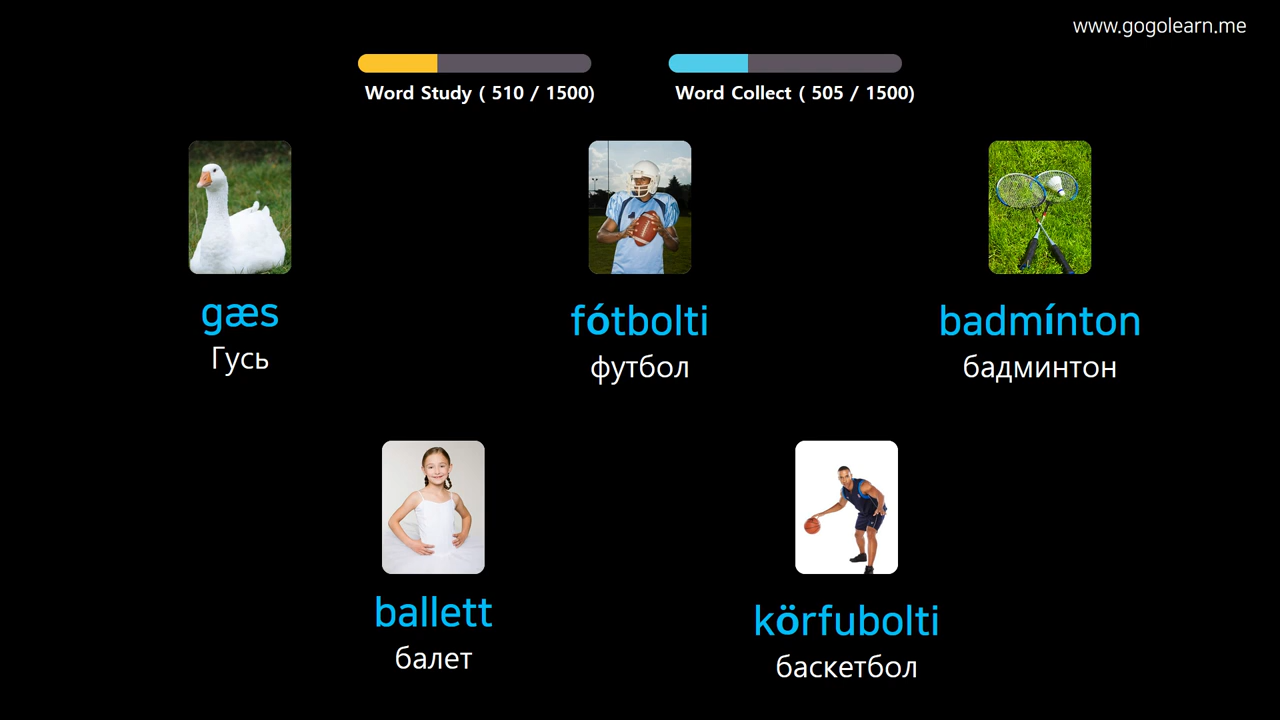 www.gogolearn.me
Word Study ( 510 / 1500)
Word Collect ( 505 / 1500)
gæs
Гусь
fótbolti
футбол
badmínton
бадминтон
ballett
балет
körfubolti
баскетбол